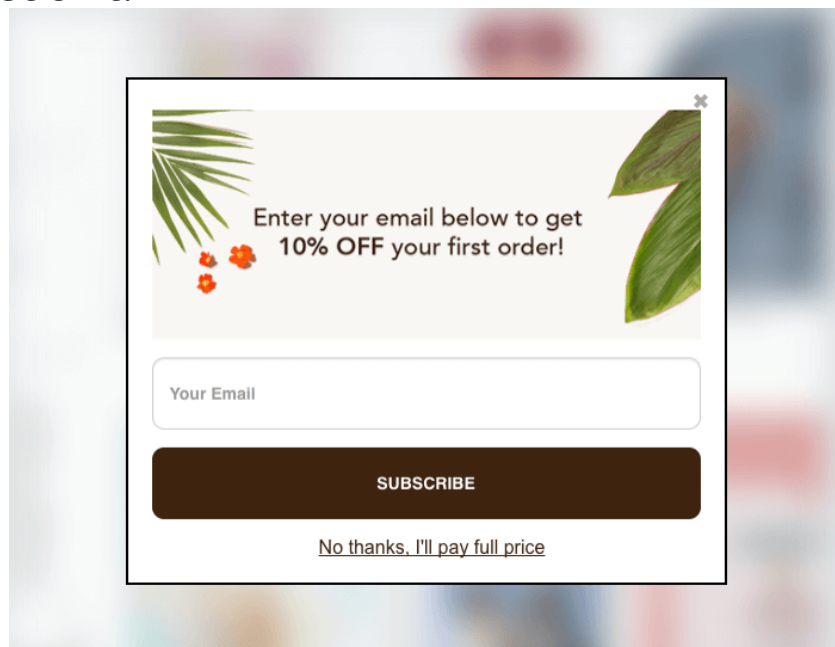 ✖
Enter your email below to get
10% OFF your first order!
Your Email
SUBSCRIBE
No thanks, I'll pay full price